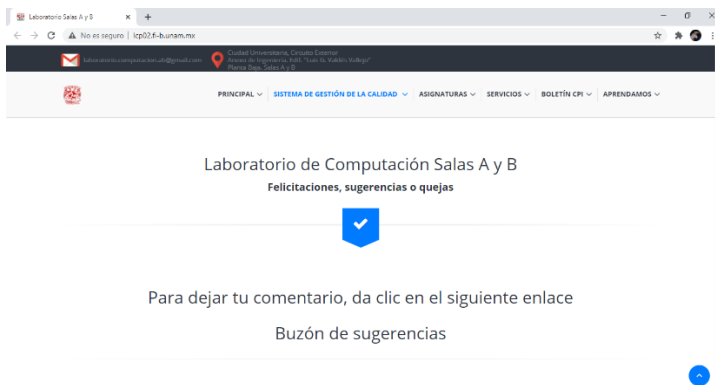 Laboratorio Salas A y B
No es seguro | lcp02.fi-b.unam.mx
laboratorio.computacion.ab@gmail.com
Ciudad Universitaria, Circuito Exterior
Anexo de Ingeniería, Edif. "Luis G. Valdés Vallejo"
Planta Baja, Salas A y B
PRINCIPAL
SISTEMA DE GESTIÓN DE LA CALIDAD
ASIGNATURAS
SERVICIOS
BOLETÍN CPI
APRENDAMOS
Laboratorio de Computación Salas A y B
Felicitaciones, sugerencias o quejas
Para dejar tu comentario, da clic en el siguiente enlace
Buzón de sugerencias